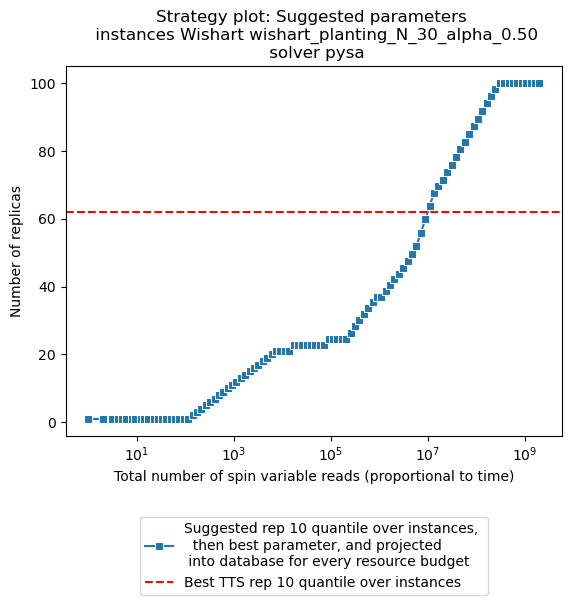 Strategy plot: Suggested parameters
instances Wishart wishart_planting_N_30_alpha_0.50
solver pysa
100
80
60
40
20
0
Number of replicas
10^1
10^3
10^5
10^7
10^9
Total number of spin variable reads (proportional to time)
Suggested rep 10 quantile over instances,
then best parameter, and projected
into database for every resource budget
Best TTS rep 10 quantile over instances